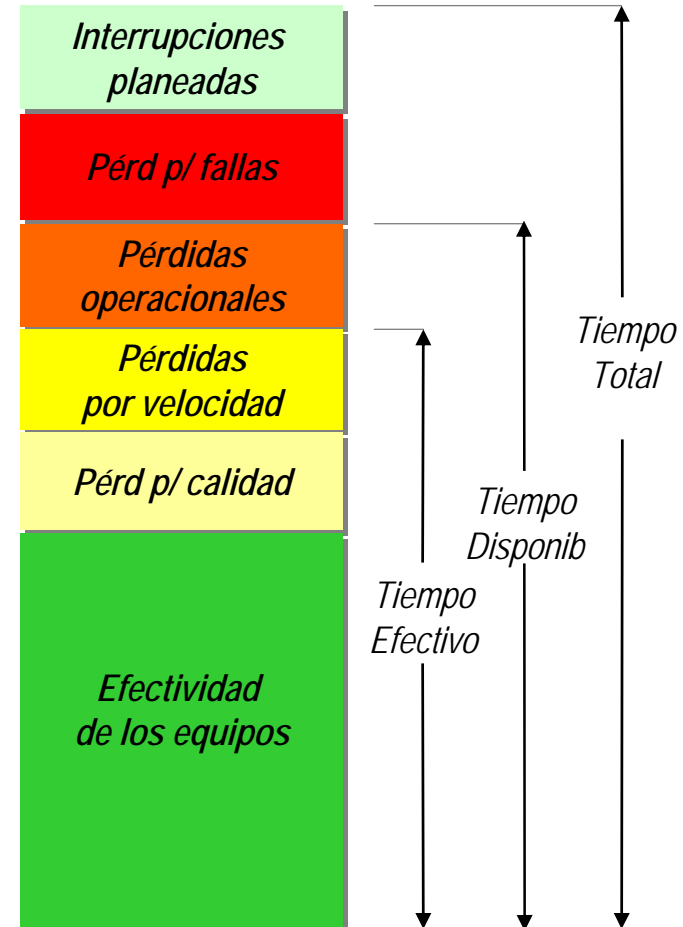 Interrupciones
planeadas
Pérd p/ fallas
Pérdidas
operacionales
Pérdidas
por velocidad
Pérd p/ calidad
Efectividad
de los equipos
Tiempo
Efectivo
Tiempo
Disponib
Tiempo
Total